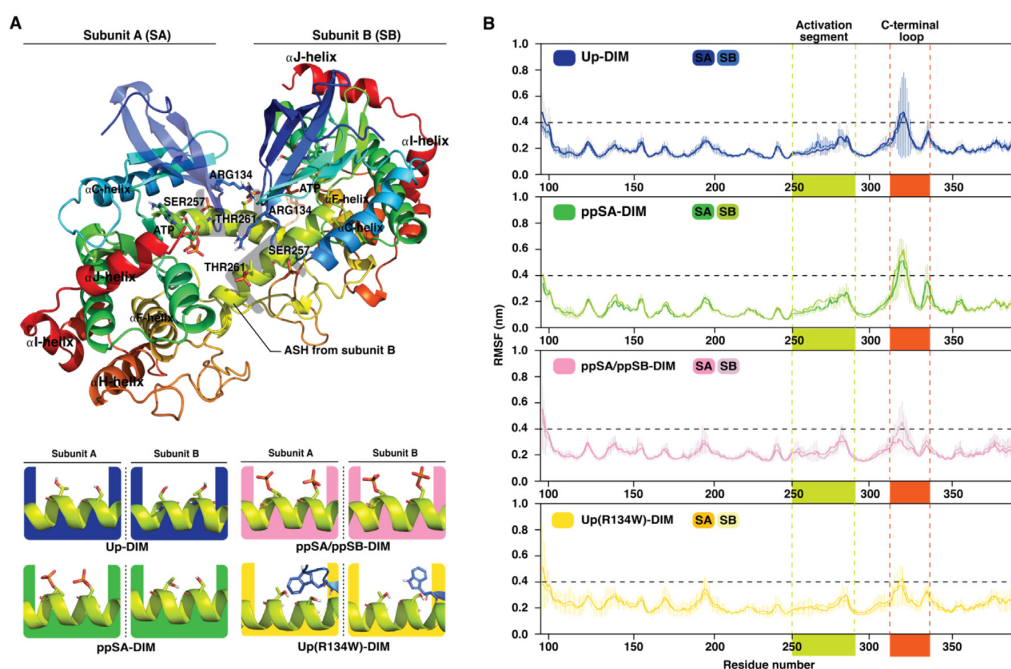 A
Subunit A (SA)
Subunit B (SB)
αJ-helix
αI-helix
ARG134
αC-helix
ATP
SER257
ARG134
αF-helix
THR261
αC-helix
ATP
SER257
THR261
αJ-helix
αF-helix
αI-helix
ASH from subunit B
αH-helix
Subunit A
Subunit B
Subunit A
Subunit B
Up-DIM
ppSA/ppSB-DIM
ppSA-DIM
Up(R134W)-DIM
B
Activation segment
C-terminal loop
RMSF (nm)
1.0
0.8
0.6
0.4
0.2
0.0
Up-DIM
SA SB
100 150 200 250 300 350
1.0
0.8
0.6
0.4
0.2
0.0
ppSA-DIM
SA SB
100 150 200 250 300 350
1.0
0.8
0.6
0.4
0.2
0.0
ppSA/ppSB-DIM
SA SB
100 150 200 250 300 350
1.0
0.8
0.6
0.4
0.2
0.0
Up(R134W)-DIM
SA SB
100 150 200 250 300 350
Residue number